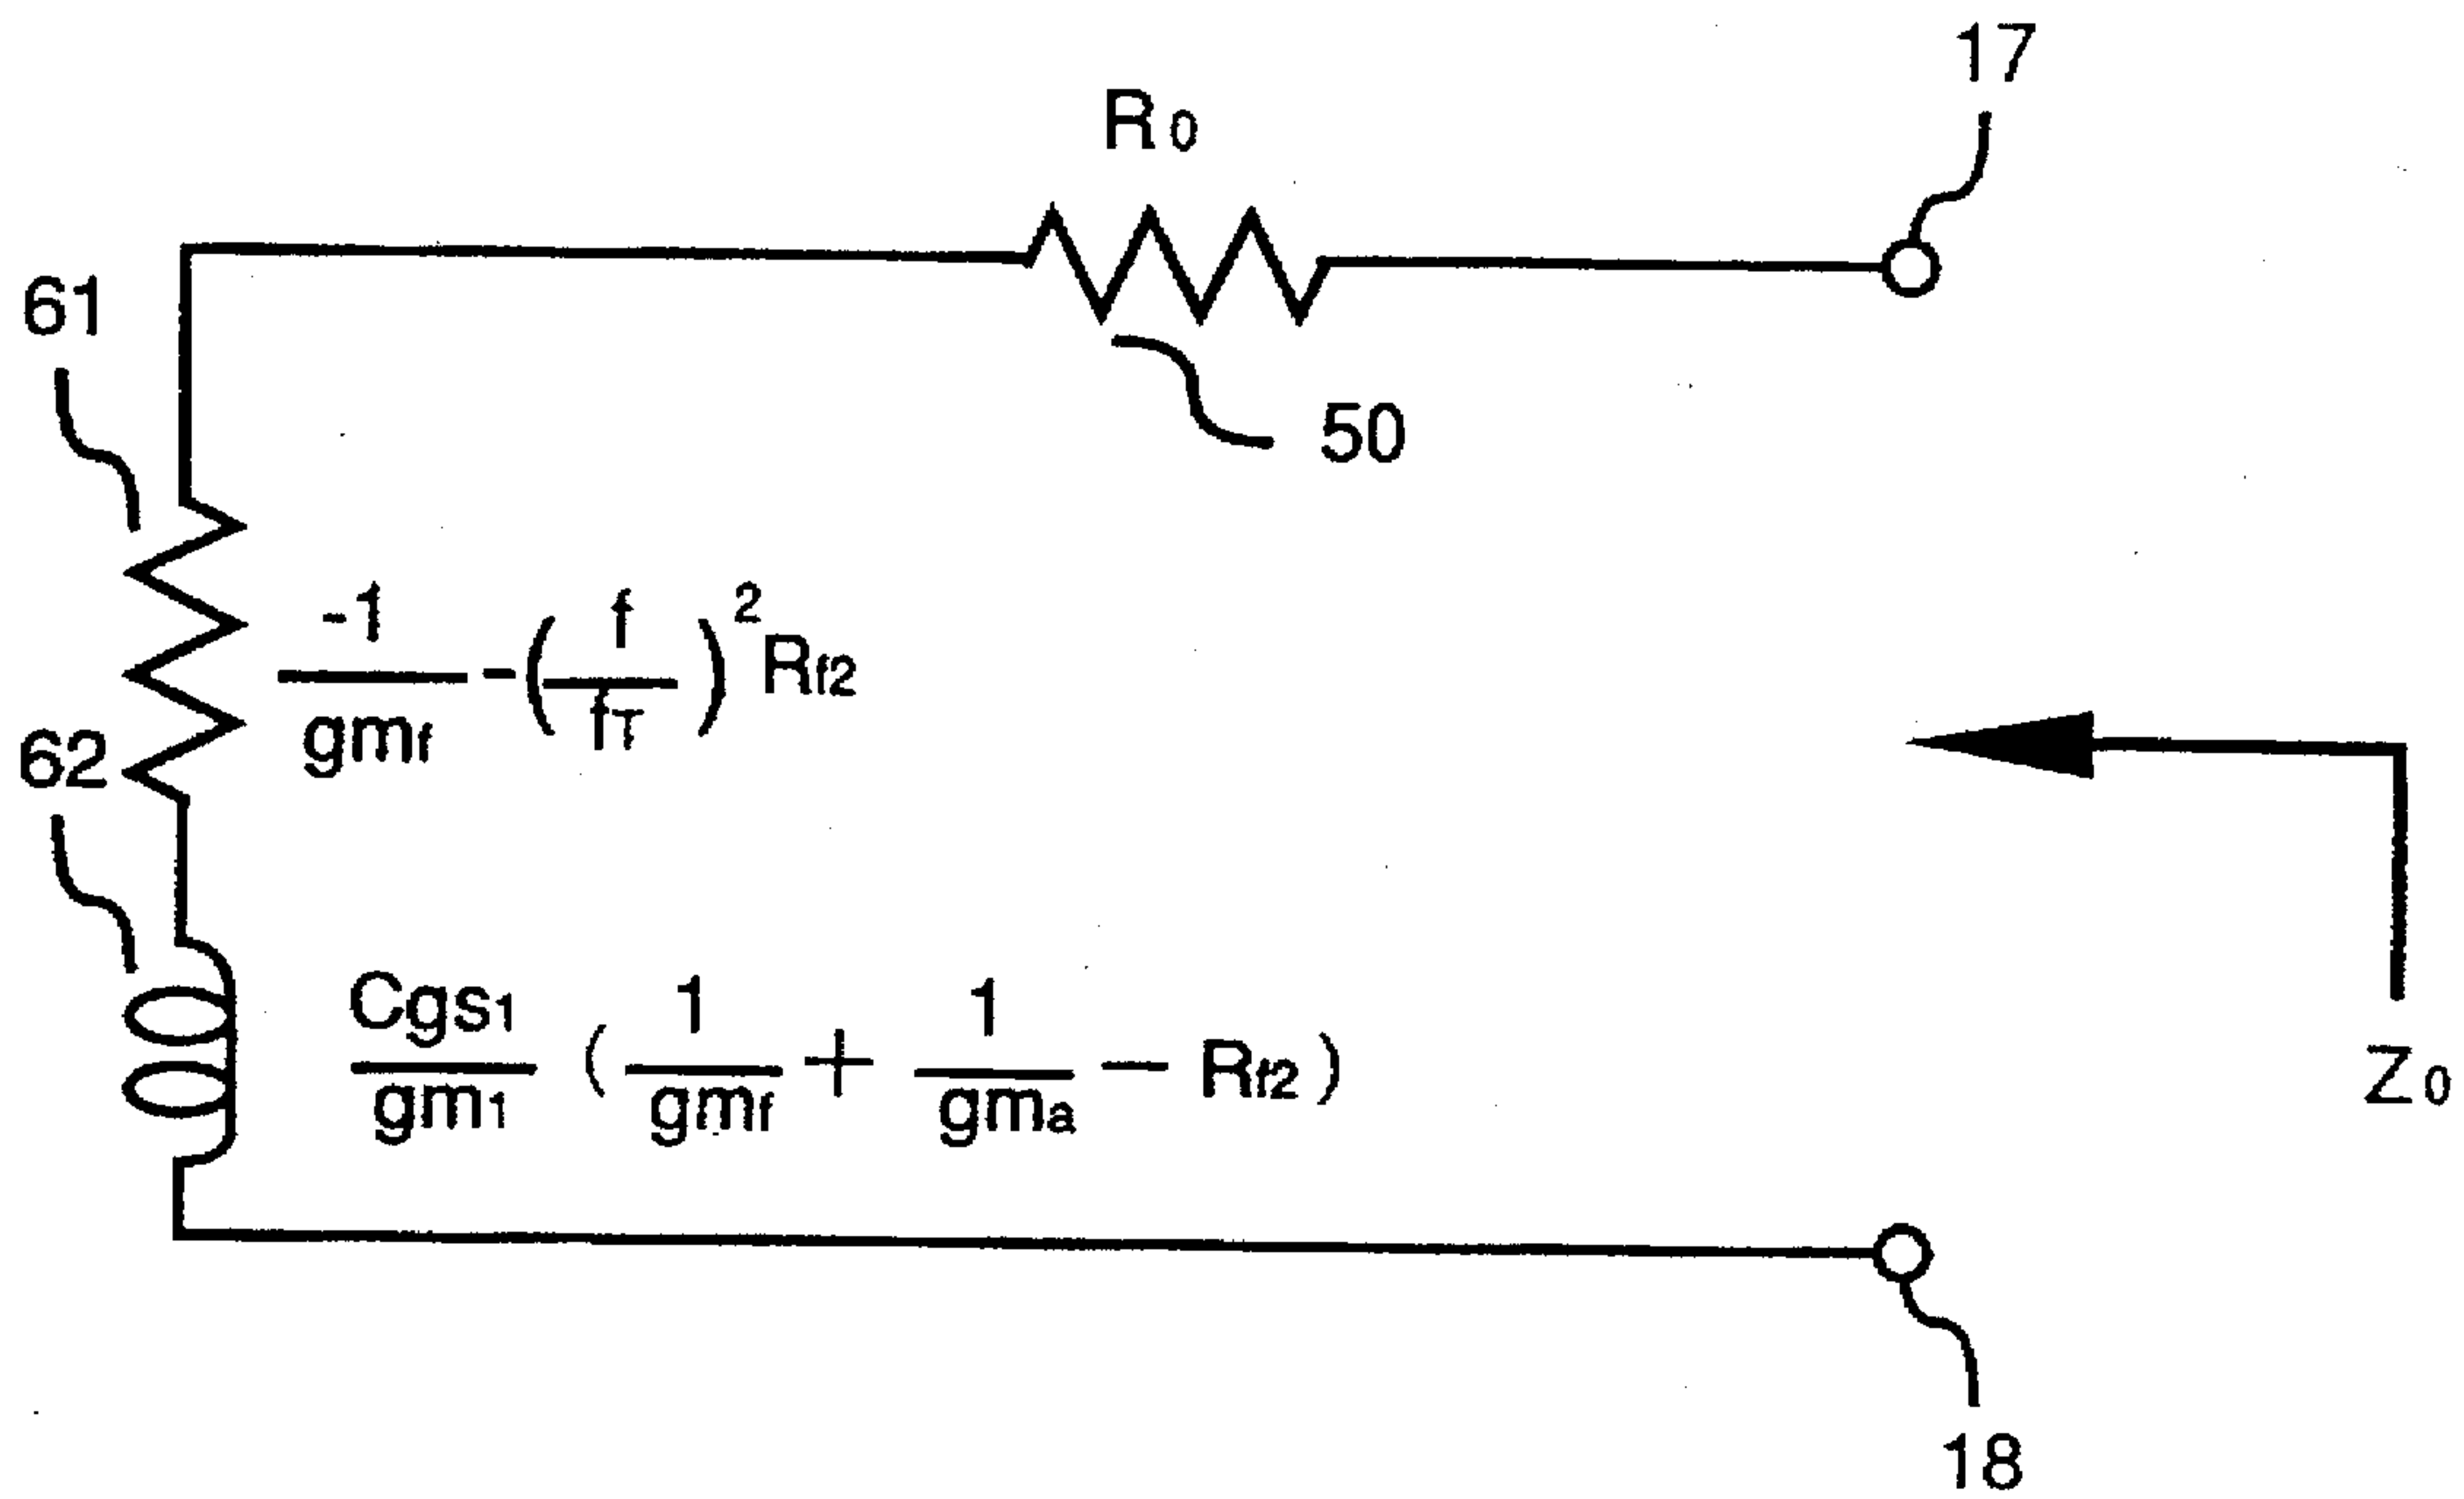 17
R0
61
50
-1/gmf -(f/fT)^2 Rf2
62
Cgs1/gm1 (1/gmf + 1/gma − Rf2)
Z0
18